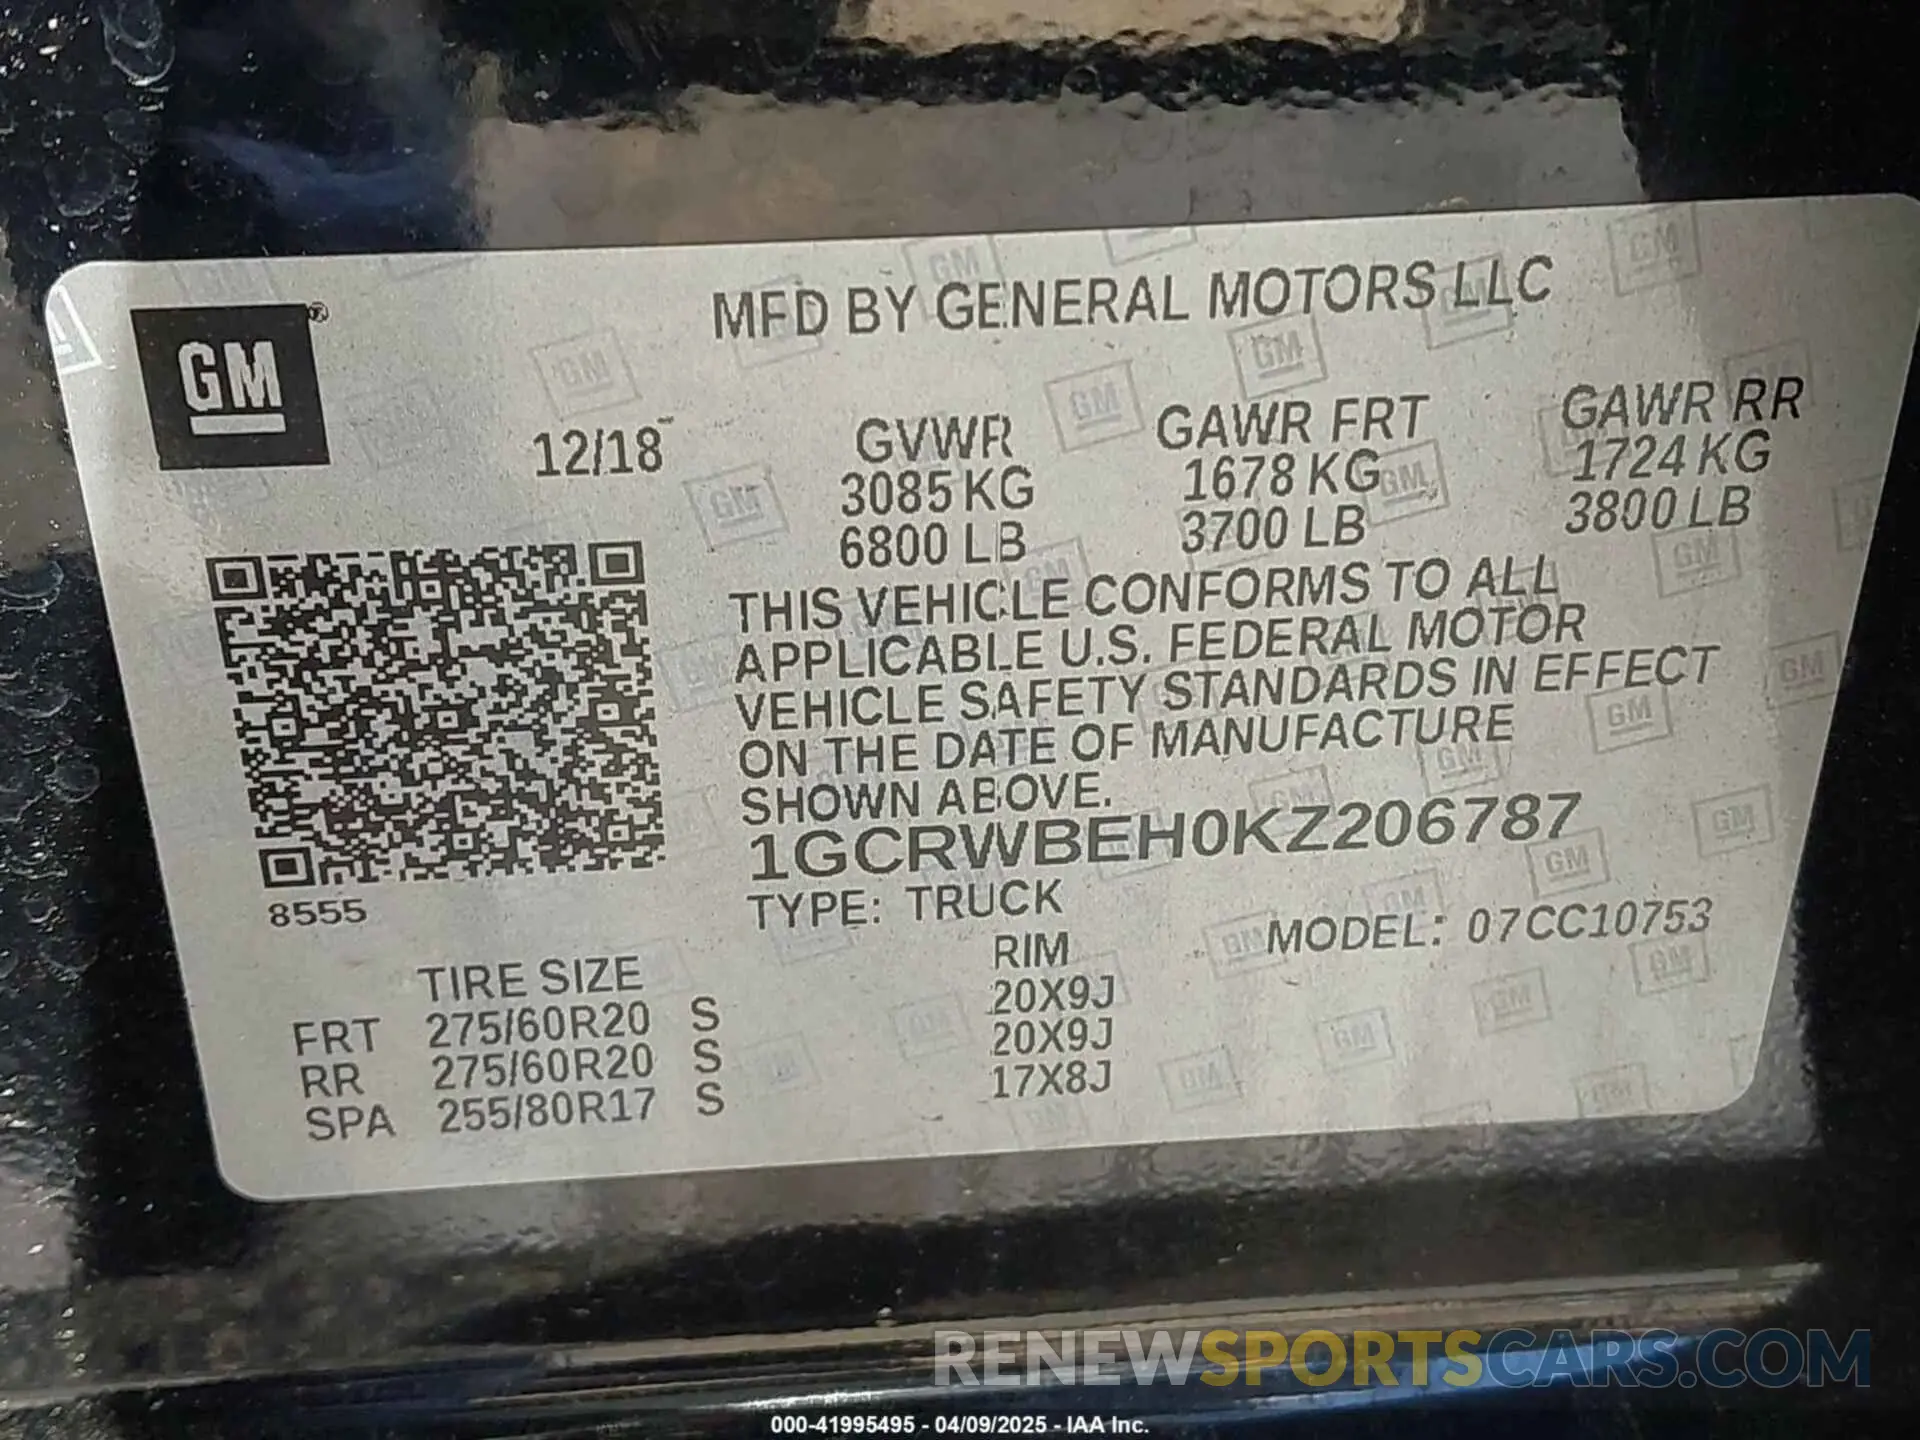 GM®
MFD BY GENERAL MOTORS LLC
12/18 GVWR GAWR FRT GAWR RR
3085 KG 1678 KG 1724 KG
6800 LB 3700 LB 3800 LB
THIS VEHICLE CONFORMS TO ALL
APPLICABLE U.S. FEDERAL MOTOR
VEHICLE SAFETY STANDARDS IN EFFECT
ON THE DATE OF MANUFACTURE
SHOWN ABOVE.
1GCRWBEH0KZ206787
8555
TYPE: TRUCK
MODEL: 07CC10753
TIRE SIZE RIM
FRT 275/60R20 S 20X9J
RR 275/60R20 S 20X9J
SPA 255/80R17 S 17X8J
RENEWSPORTSCARS.COM
000-41995495 - 04/09/2025 - IAA Inc.